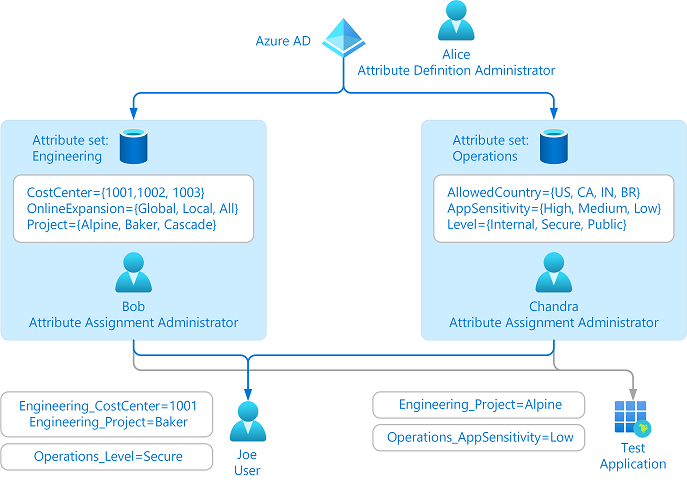 Azure AD
Alice
Attribute Definition Administrator
Attribute set:
Engineering
CostCenter={1001,1002, 1003}
OnlineExpansion={Global, Local, All}
Project={Alpine, Baker, Cascade}
Bob
Attribute Assignment Administrator
Attribute set:
Operations
AllowedCountry={US, CA, IN, BR}
AppSensitivity={High, Medium, Low}
Level={Internal, Secure, Public}
Chandra
Attribute Assignment Administrator
Engineering_CostCenter=1001
Engineering_Project=Baker
Operations_Level=Secure
Joe
User
Engineering_Project=Alpine
Operations_AppSensitivity=Low
Test
Application